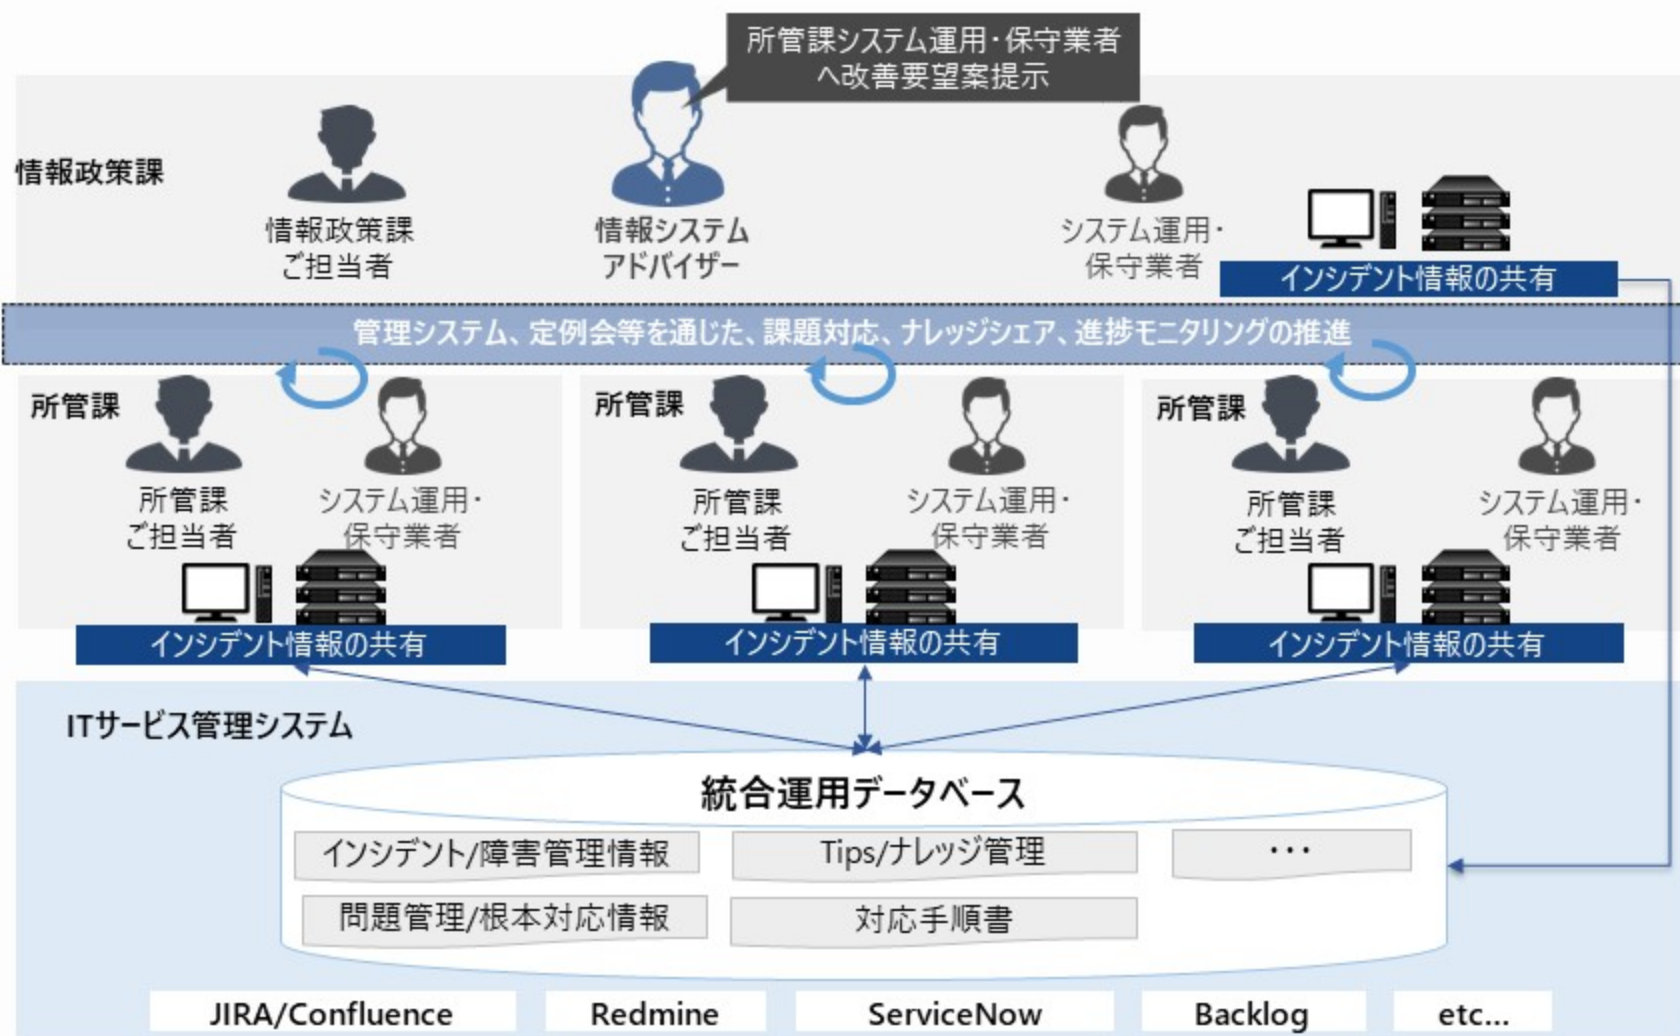 所管課システム運用・保守業者
へ改善要望案提示
情報政策課
情報政策課
ご担当者
情報システム
アドバイザー
システム運用・
保守業者
インシデント情報の共有
管理システム、定例会等を通じた、課題対応、ナレッジシェア、進捗モニタリングの推進
所管課
所管課
ご担当者
システム運用・
保守業者
インシデント情報の共有
所管課
所管課
ご担当者
システム運用・
保守業者
インシデント情報の共有
所管課
所管課
ご担当者
システム運用・
保守業者
インシデント情報の共有
ITサービス管理システム
統合運用データベース
インシデント/障害管理情報
Tips/ナレッジ管理
・・・
問題管理/根本対応情報
対応手順書
JIRA/Confluence
Redmine
ServiceNow
Backlog
etc...